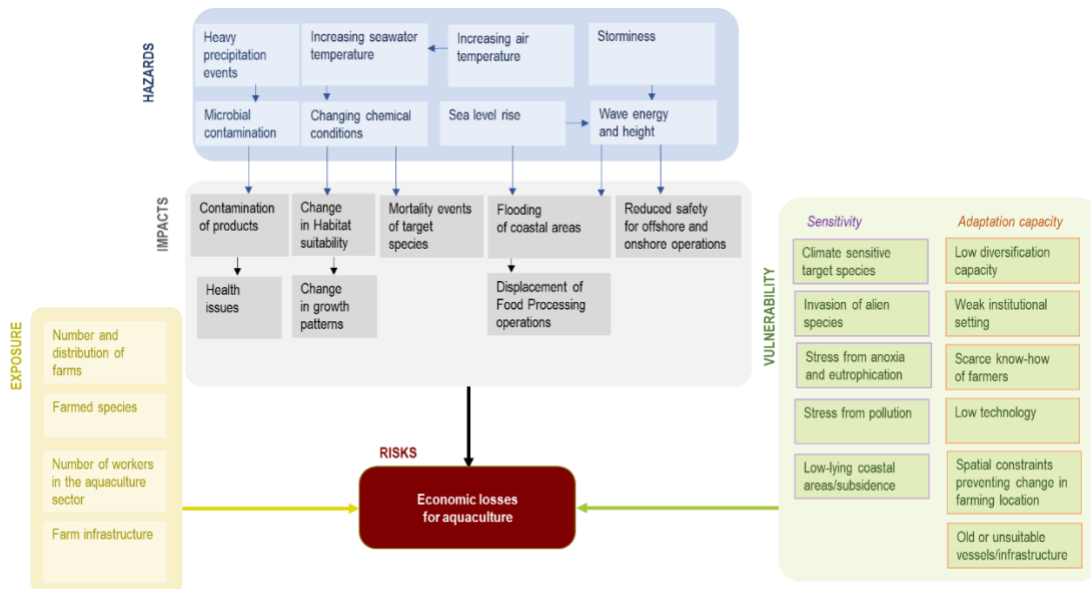 HAZARDS
Heavy
precipitation
events
Increasing seawater
temperature
Increasing air
temperature
Storminess
Microbial
contamination
Changing chemical
conditions
Sea level rise
Wave energy
and height
IMPACTS
Contamination
of products
Change
in Habitat
suitability
Mortality events
of target
species
Flooding
of coastal areas
Reduced safety
for offshore and
onshore operations
Health
issues
Change
in growth
patterns
Displacement of
Food Processing
operations
EXPOSURE
Number and
distribution of
farms
Farmed species
Number of workers
in the aquaculture
sector
Farm infrastructure
RISKS
Economic losses
for aquaculture
VULNERABILITY
Sensitivity
Climate sensitive
target species
Invasion of alien
species
Stress from anoxia
and eutrophication
Stress from pollution
Low-lying coastal
areas/subsidence
Adaptation capacity
Low diversification
capacity
Weak institutional
setting
Scarce know-how
of farmers
Low technology
Spatial constraints
preventing change in
farming location
Old or unsuitable
vessels/infrastructure